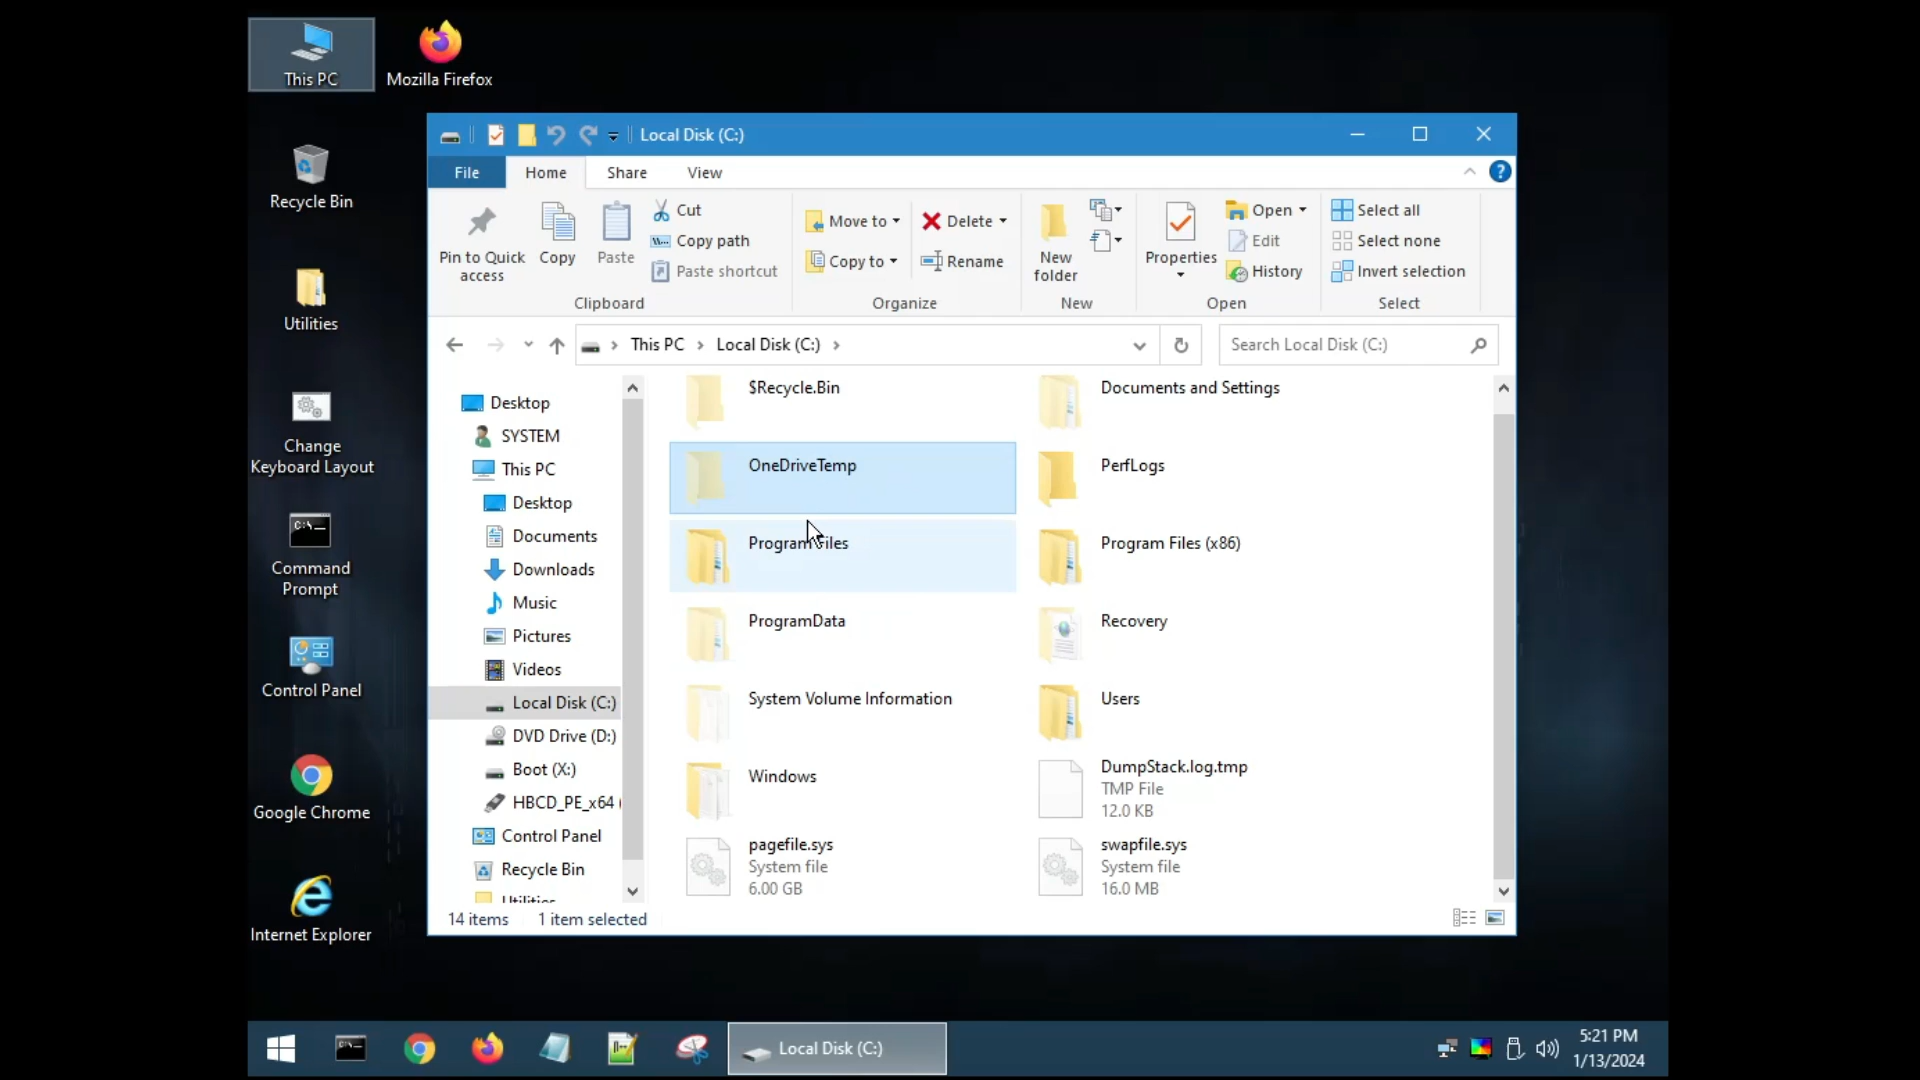 This PC
Mozilla Firefox
Recycle Bin
Utilities
Change
Keyboard Layout
C:\
Command
Prompt
Control Panel
Google Chrome
Internet Explorer
Local Disk (C:)
File
Home
Share
View
?
Pin to Quick
access
Copy
Paste
Cut
Copy path
Paste shortcut
Clipboard
Move to
Copy to
Delete
Rename
Organize
New
folder
New
Properties
Open
Edit
History
Open
Select all
Select none
Invert selection
Select
This PC > Local Disk (C:) >
Search Local Disk (C:)
Desktop
SYSTEM
This PC
Desktop
Documents
Downloads
Music
Pictures
Videos
Local Disk (C:)
DVD Drive (D:)
Boot (X:)
HBCD_PE_x64 (
Control Panel
Recycle Bin
Utilities
$Recycle.Bin
Documents and Settings
OneDriveTemp
PerfLogs
Program Files
Program Files (x86)
ProgramData
Recovery
System Volume Information
Users
Windows
DumpStack.log.tmp
TMP File
12.0 KB
pagefile.sys
System file
6.00 GB
swapfile.sys
System file
16.0 MB
14 items
1 item selected
Local Disk (C:)
5:21 PM
1/13/2024